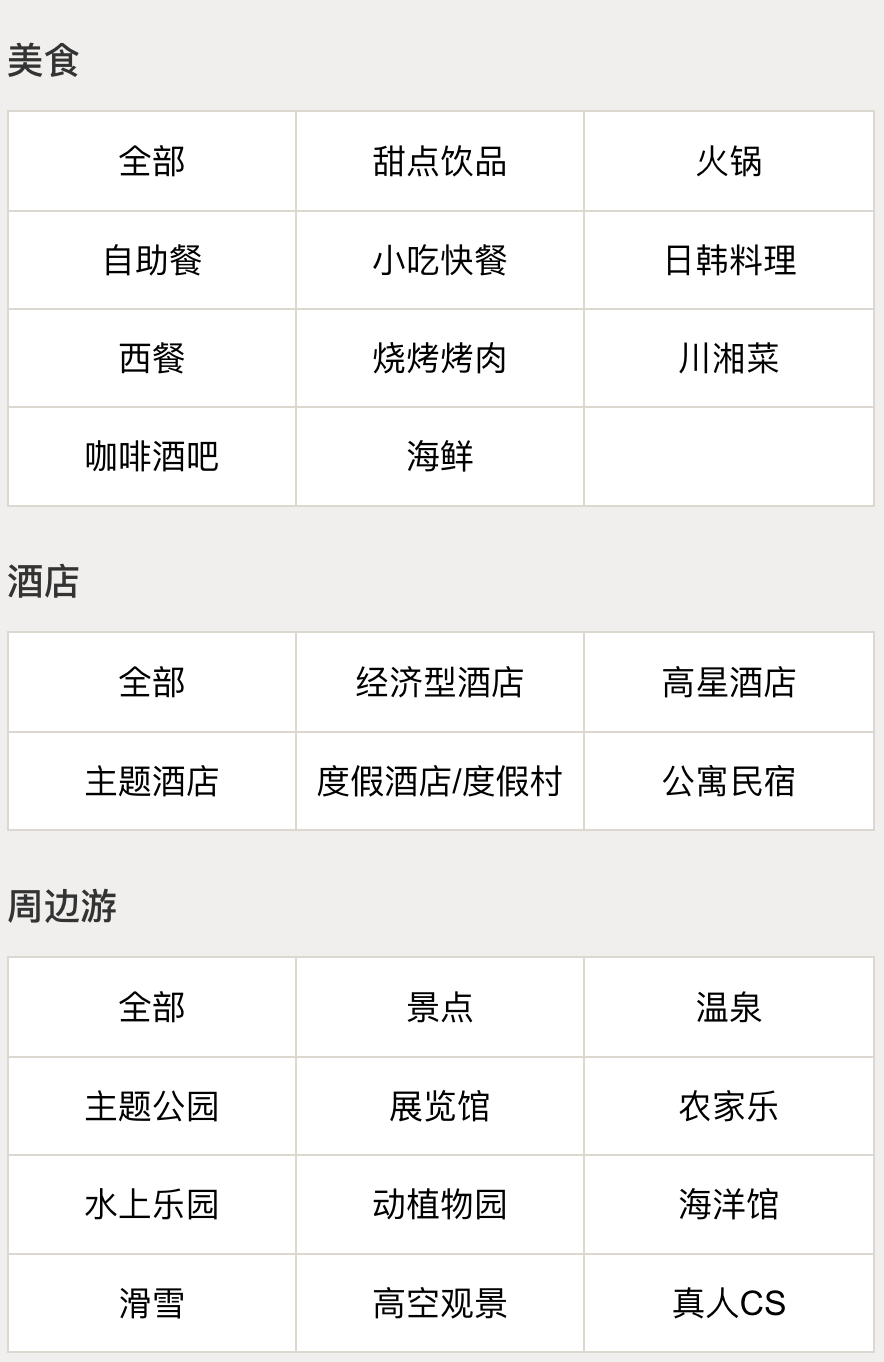 美食
全部 甜点饮品 火锅
自助餐 小吃快餐 日韩料理
西餐 烧烤烤肉 川湘菜
咖啡酒吧 海鲜
酒店
全部 经济型酒店 高星酒店
主题酒店 度假酒店/度假村 公寓民宿
周边游
全部 景点 温泉
主题公园 展览馆 农家乐
水上乐园 动植物园 海洋馆
滑雪 高空观景 真人CS